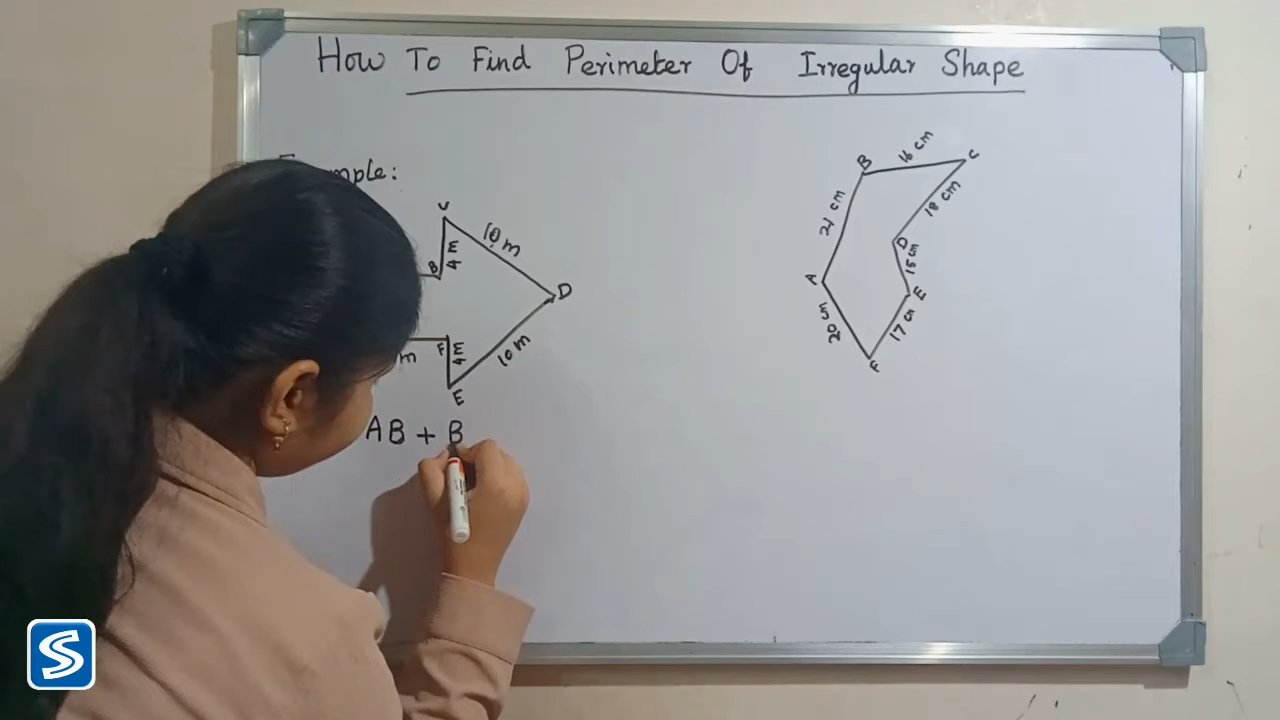 How To Find Perimeter Of Irregular Shape
B
16 cm
C
21 cm
18 cm
10 m
B
4 m
D
D
15 cm
A
E
F
4 m
10 m
20 cm
17 cm
m
E
F
AB + B
S